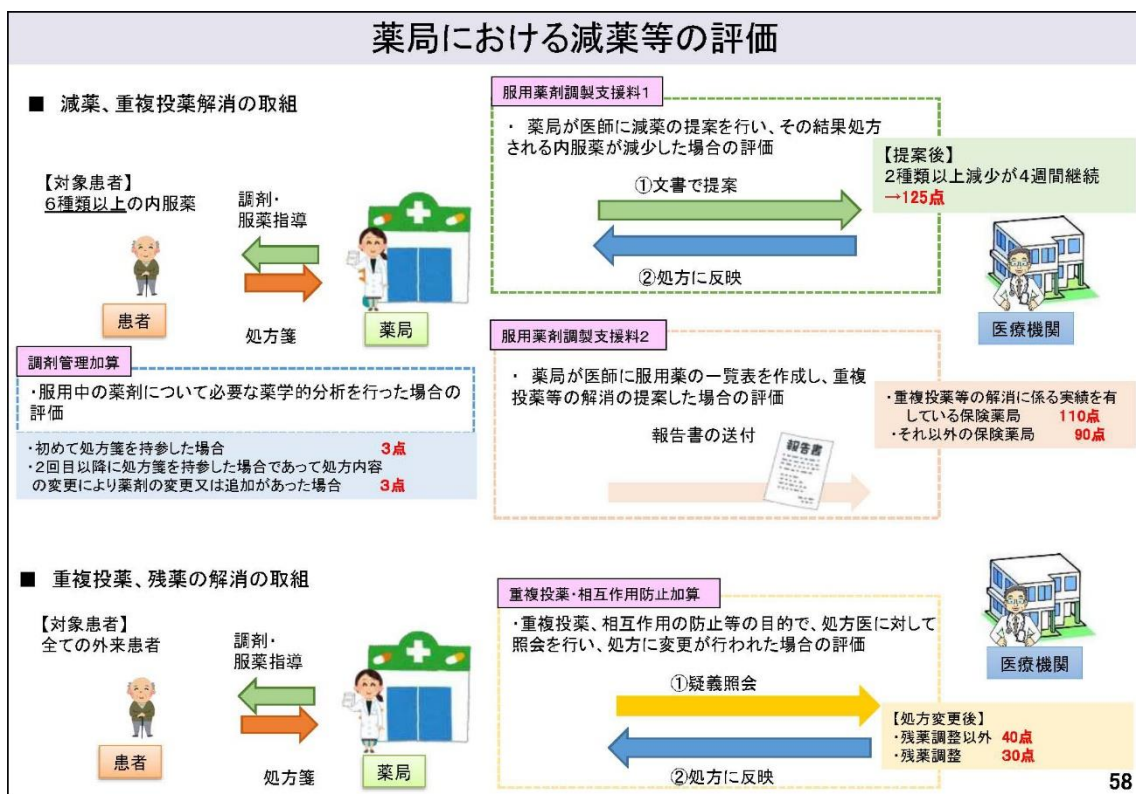 薬局における減薬等の評価
■ 減薬、重複投薬解消の取組
【対象患者】
6種類以上の内服薬
調剤・
服薬指導
処方箋
患者
薬局
服用薬剤調製支援料1
・ 薬局が医師に減薬の提案を行い、その結果処方
される内服薬が減少した場合の評価
①文書で提案
②処方に反映
【提案後】
2種類以上減少が4週間継続
→125点
医療機関
調剤管理加算
・服用中の薬剤について必要な薬学的分析を行った場合の
評価
・初めて処方箋を持参した場合 3点
・2回目以降に処方箋を持参した場合であって処方内容
の変更により薬剤の変更又は追加があった場合 3点
服用薬剤調製支援料2
・ 薬局が医師に服用薬の一覧表を作成し、重複
投薬等の解消の提案した場合の評価
報告書の送付
報告書
・重複投薬等の解消に係る実績を有
している保険薬局 110点
・それ以外の保険薬局 90点
■ 重複投薬、残薬の解消の取組
【対象患者】
全ての外来患者
調剤・
服薬指導
処方箋
患者
薬局
重複投薬・相互作用防止加算
・重複投薬、相互作用の防止等の目的で、処方医に対して
照会を行い、処方に変更が行われた場合の評価
①疑義照会
②処方に反映
医療機関
【処方変更後】
・残薬調整以外 40点
・残薬調整 30点
58